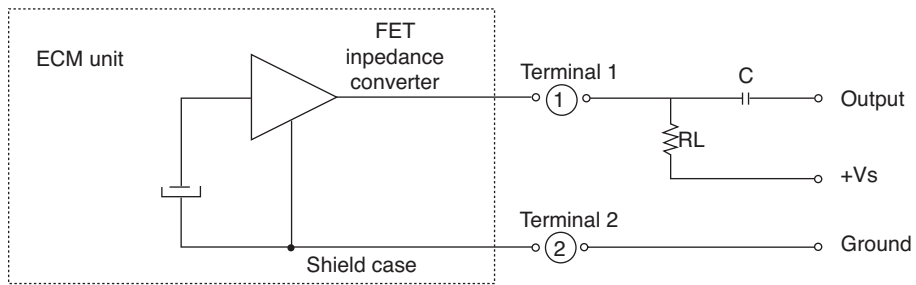 ECM unit
FET
inpedance
converter
Terminal 1
1
C
Output
RL
+Vs
Terminal 2
2
Ground
Shield case